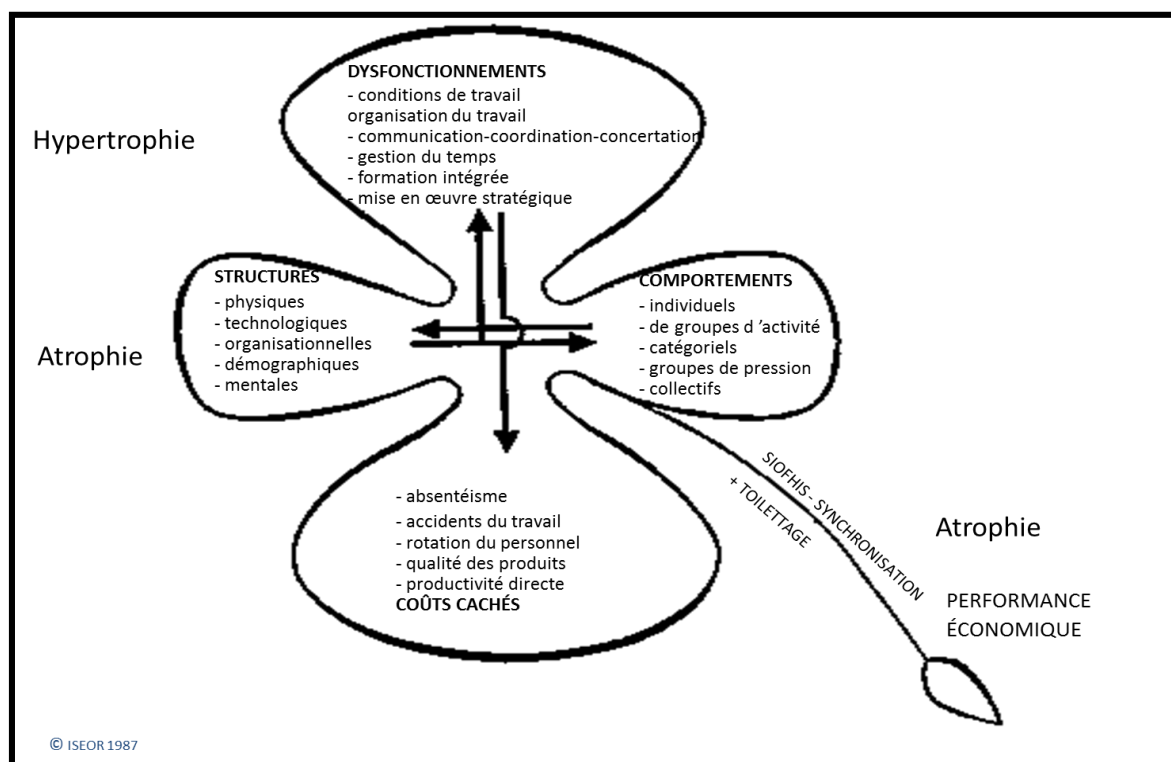 DYSFONCTIONNEMENTS
- conditions de travail
organisation du travail
- communication-coordination-concertation
- gestion du temps
- formation intégrée
- mise en œuvre stratégique
Hypertrophie
STRUCTURES
- physiques
- technologiques
- organisationnelles
- démographiques
- mentales
Atrophie
COMPORTEMENTS
- individuels
- de groupes d ’activité
- catégoriels
- groupes de pression
- collectifs
- absentéisme
- accidents du travail
- rotation du personnel
- qualité des produits
- productivité directe
COÛTS CACHÉS
SIOFHIS - SYNCHRONISATION
+ TOILETTAGE
Atrophie
PERFORMANCE
ÉCONOMIQUE
© ISEOR 1987